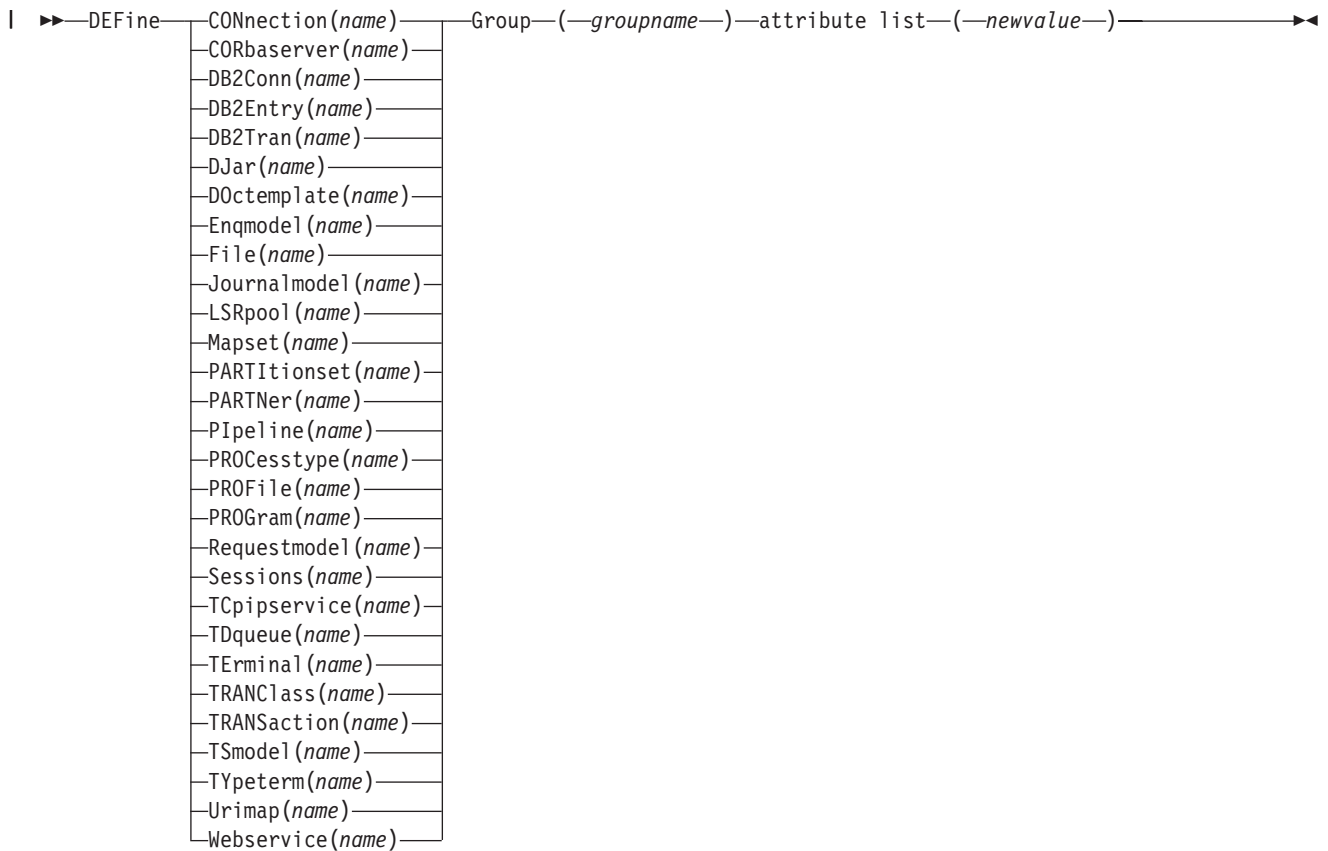 | DEFine CONnection(name) Group ( groupname ) attribute list ( newvalue )
CORbaserver(name)
DB2Conn(name)
DB2Entry(name)
DB2Tran(name)
DJar(name)
DOctemplate(name)
Enqmodel(name)
File(name)
Journalmodel(name)
LSRpool(name)
Mapset(name)
PARTItionset(name)
PARTNer(name)
PIpeline(name)
PROCesstype(name)
PROFile(name)
PROGram(name)
Requestmodel(name)
Sessions(name)
TCpipservice(name)
TDqueue(name)
TErminal(name)
TRANClass(name)
TRANSaction(name)
TSmodel(name)
TYpeterm(name)
Urimap(name)
Webservice(name)